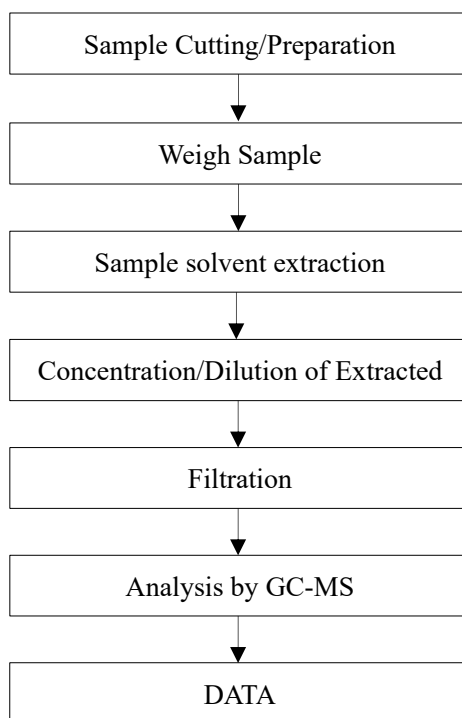 Sample Cutting/Preparation
Weigh Sample
Sample solvent extraction
Concentration/Dilution of Extracted
Filtration
Analysis by GC-MS
DATA